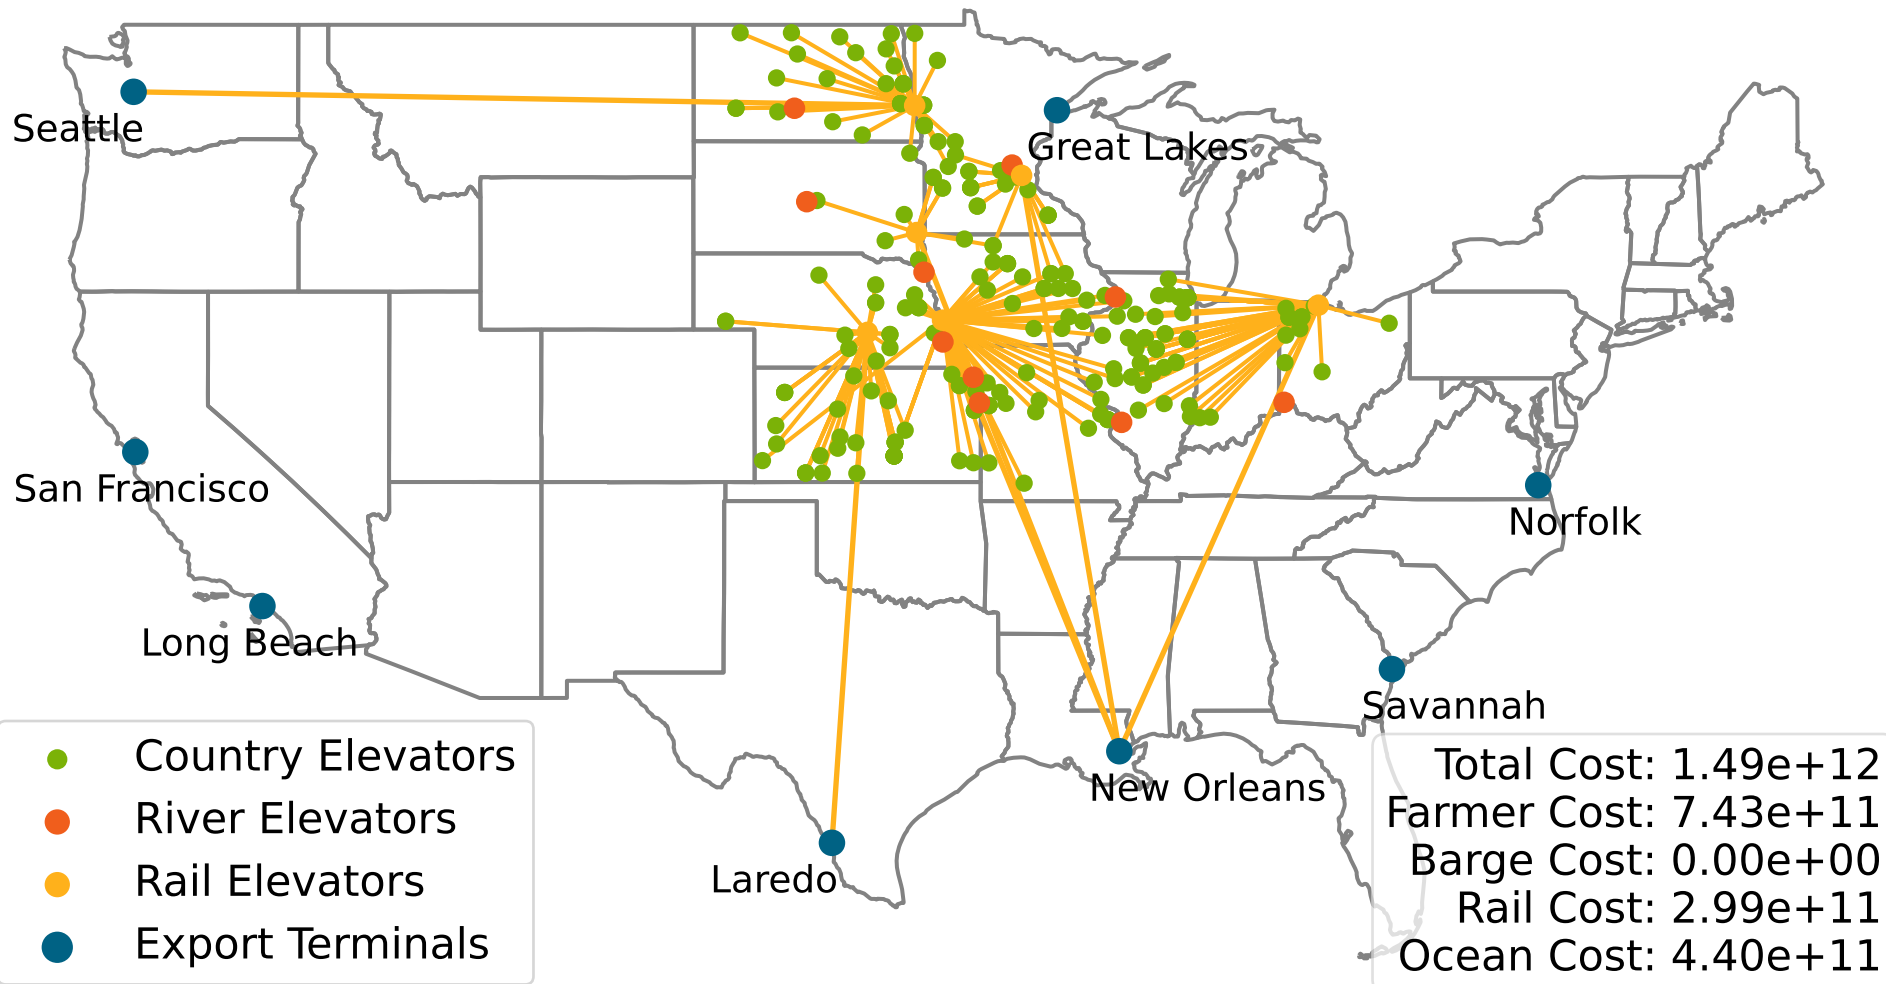 Seattle
Great Lakes
San Francisco
Norfolk
Long Beach
Savannah
New Orleans
Laredo
Country Elevators
River Elevators
Rail Elevators
Export Terminals
Total Cost: 1.49e+12
Farmer Cost: 7.43e+11
Barge Cost: 0.00e+00
Rail Cost: 2.99e+11
Ocean Cost: 4.40e+11